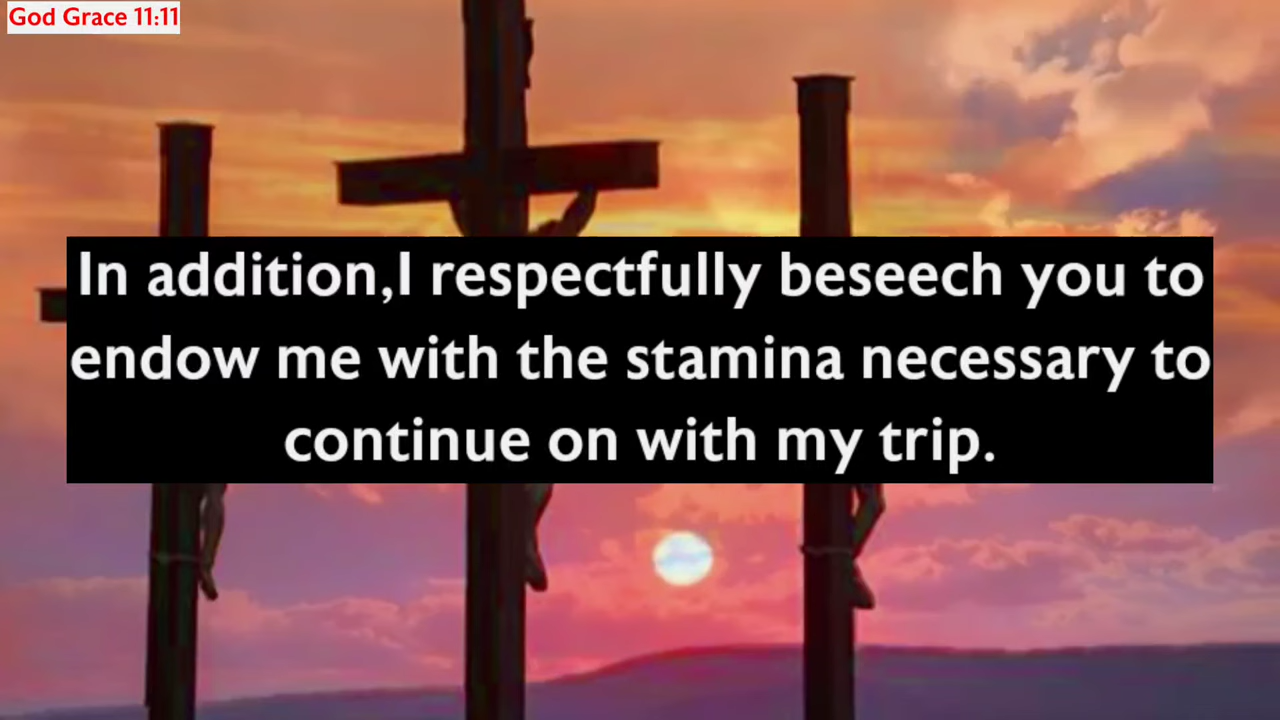 God Grace 11:11
In addition,I respectfully beseech you to
endow me with the stamina necessary to
continue on with my trip.